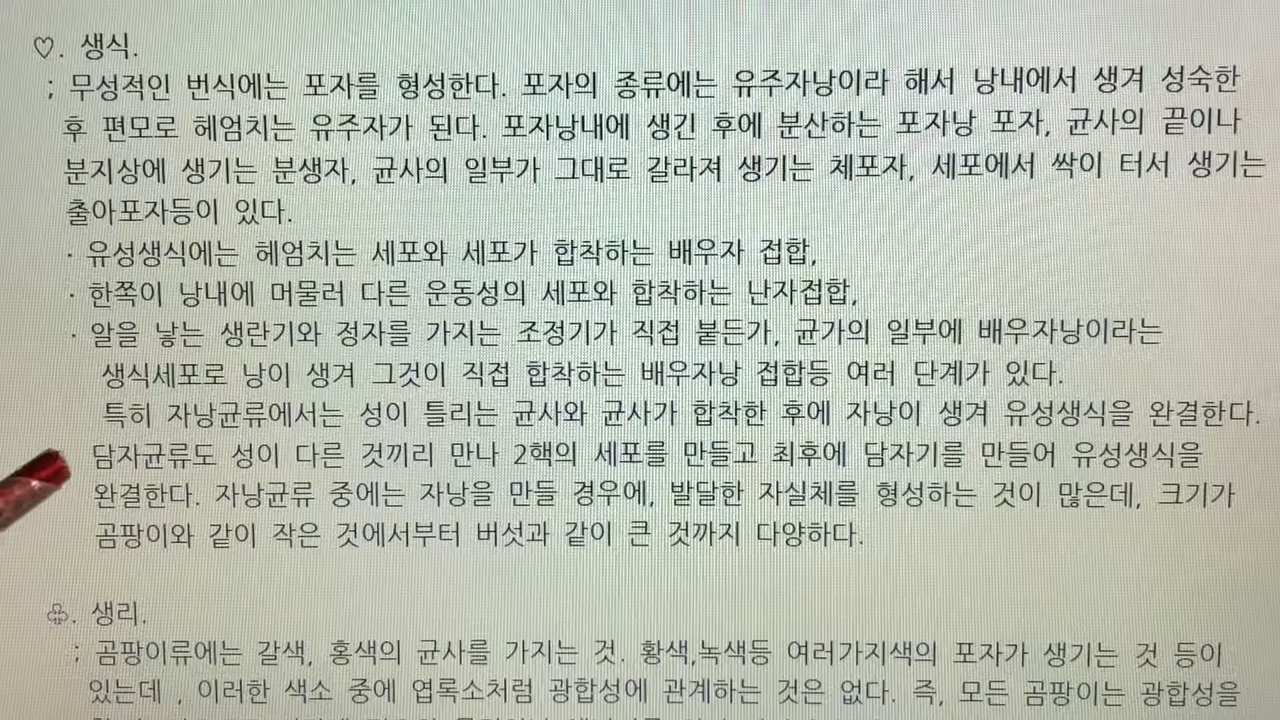 ♡. 생식.
; 무성적인 번식에는 포자를 형성한다. 포자의 종류에는 유주자낭이라 해서 낭내에서 생겨 성숙한
후 편모로 헤엄치는 유주자가 된다. 포자낭내에 생긴 후에 분산하는 포자낭 포자, 균사의 끝이나
분지상에 생기는 분생자, 균사의 일부가 그대로 갈라져 생기는 체포자, 세포에서 싹이 터서 생기는
출아포자등이 있다.
· 유성생식에는 헤엄치는 세포와 세포가 합착하는 배우자 접합,
· 한쪽이 낭내에 머물러 다른 운동성의 세포와 합착하는 난자접합,
· 알을 낳는 생란기와 정자를 가지는 조정기가 직접 붙든가, 균가의 일부에 배우자낭이라는
생식세포로 낭이 생겨 그것이 직접 합착하는 배우자낭 접합등 여러 단계가 있다.
특히 자낭균류에서는 성이 틀리는 균사와 균사가 합착한 후에 자낭이 생겨 유성생식을 완결한다.
담자균류도 성이 다른 것끼리 만나 2핵의 세포를 만들고 최후에 담자기를 만들어 유성생식을
완결한다. 자낭균류 중에는 자낭을 만들 경우에, 발달한 자실체를 형성하는 것이 많은데, 크기가
곰팡이와 같이 작은 것에서부터 버섯과 같이 큰 것까지 다양하다.
♧. 생리.
; 곰팡이류에는 갈색, 홍색의 균사를 가지는 것. 황색,녹색등 여러가지색의 포자가 생기는 것 등이
있는데 , 이러한 색소 중에 엽록소처럼 광합성에 관계하는 것은 없다. 즉, 모든 곰팡이는 광합성을